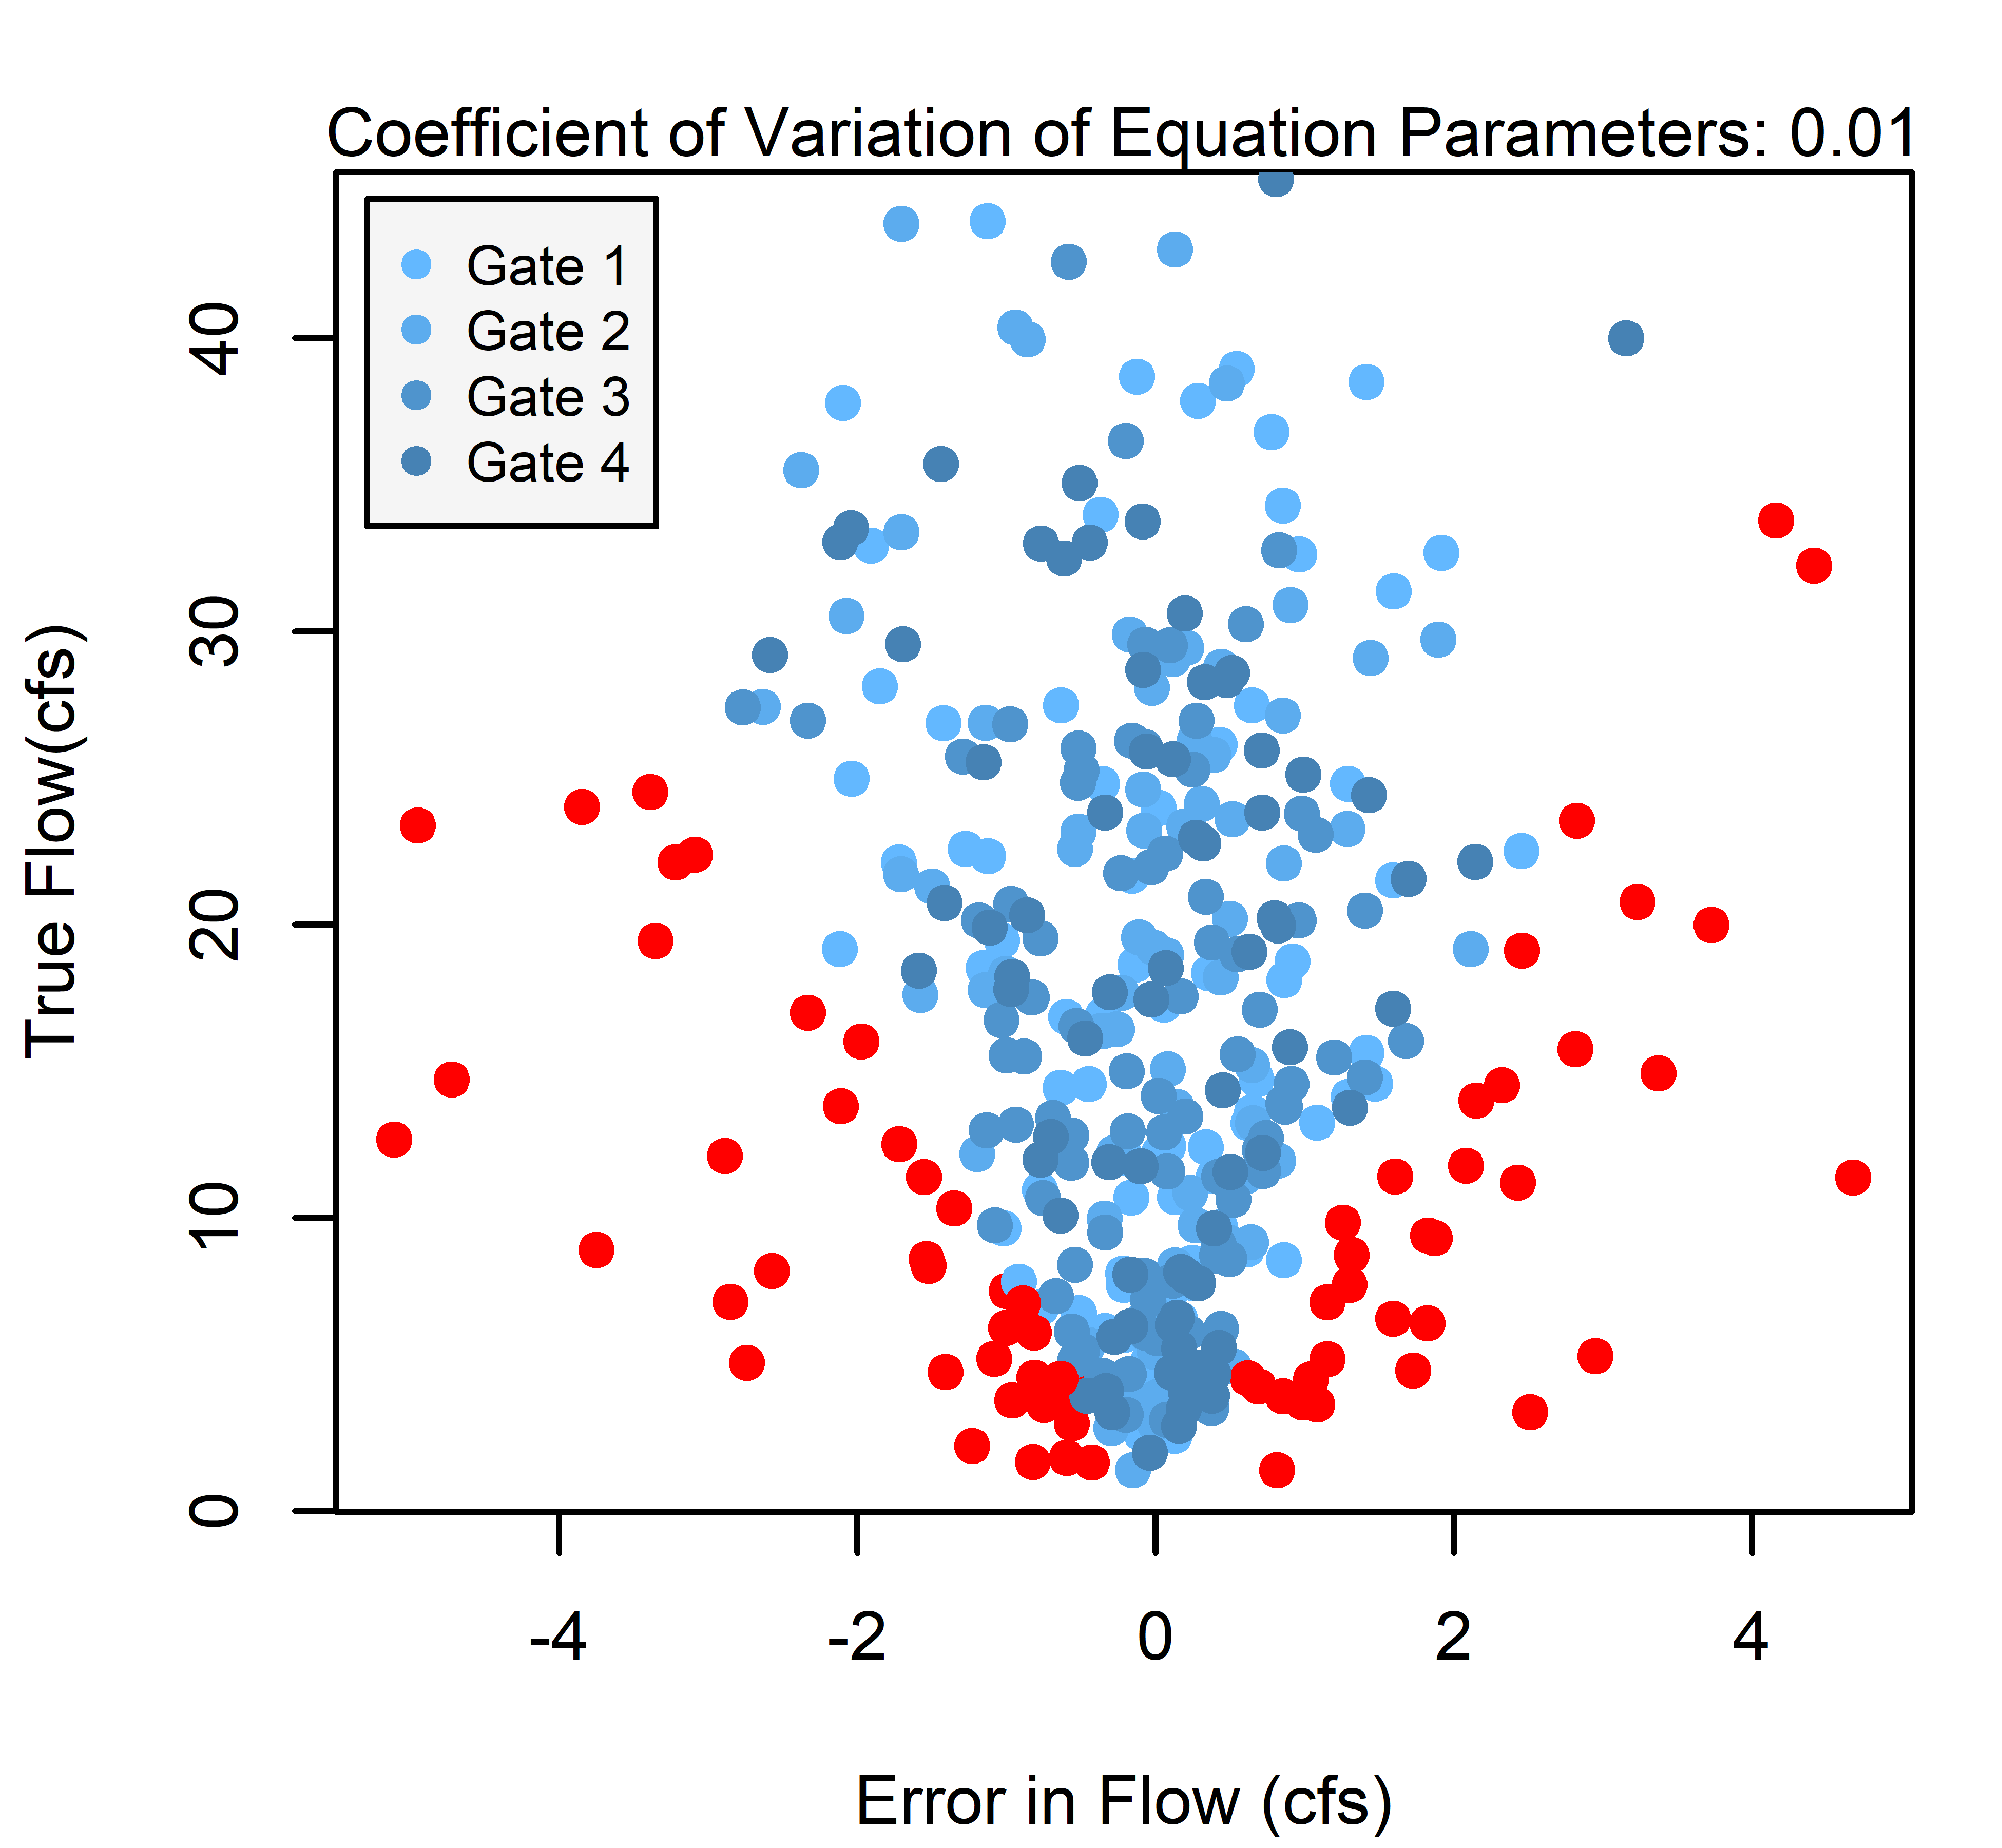 Coefficient of Variation of Equation Parameters: 0.01
Gate 1
Gate 2
Gate 3
Gate 4
True Flow(cfs)
40
30
20
10
0
-4 -2 0 2 4
Error in Flow (cfs)